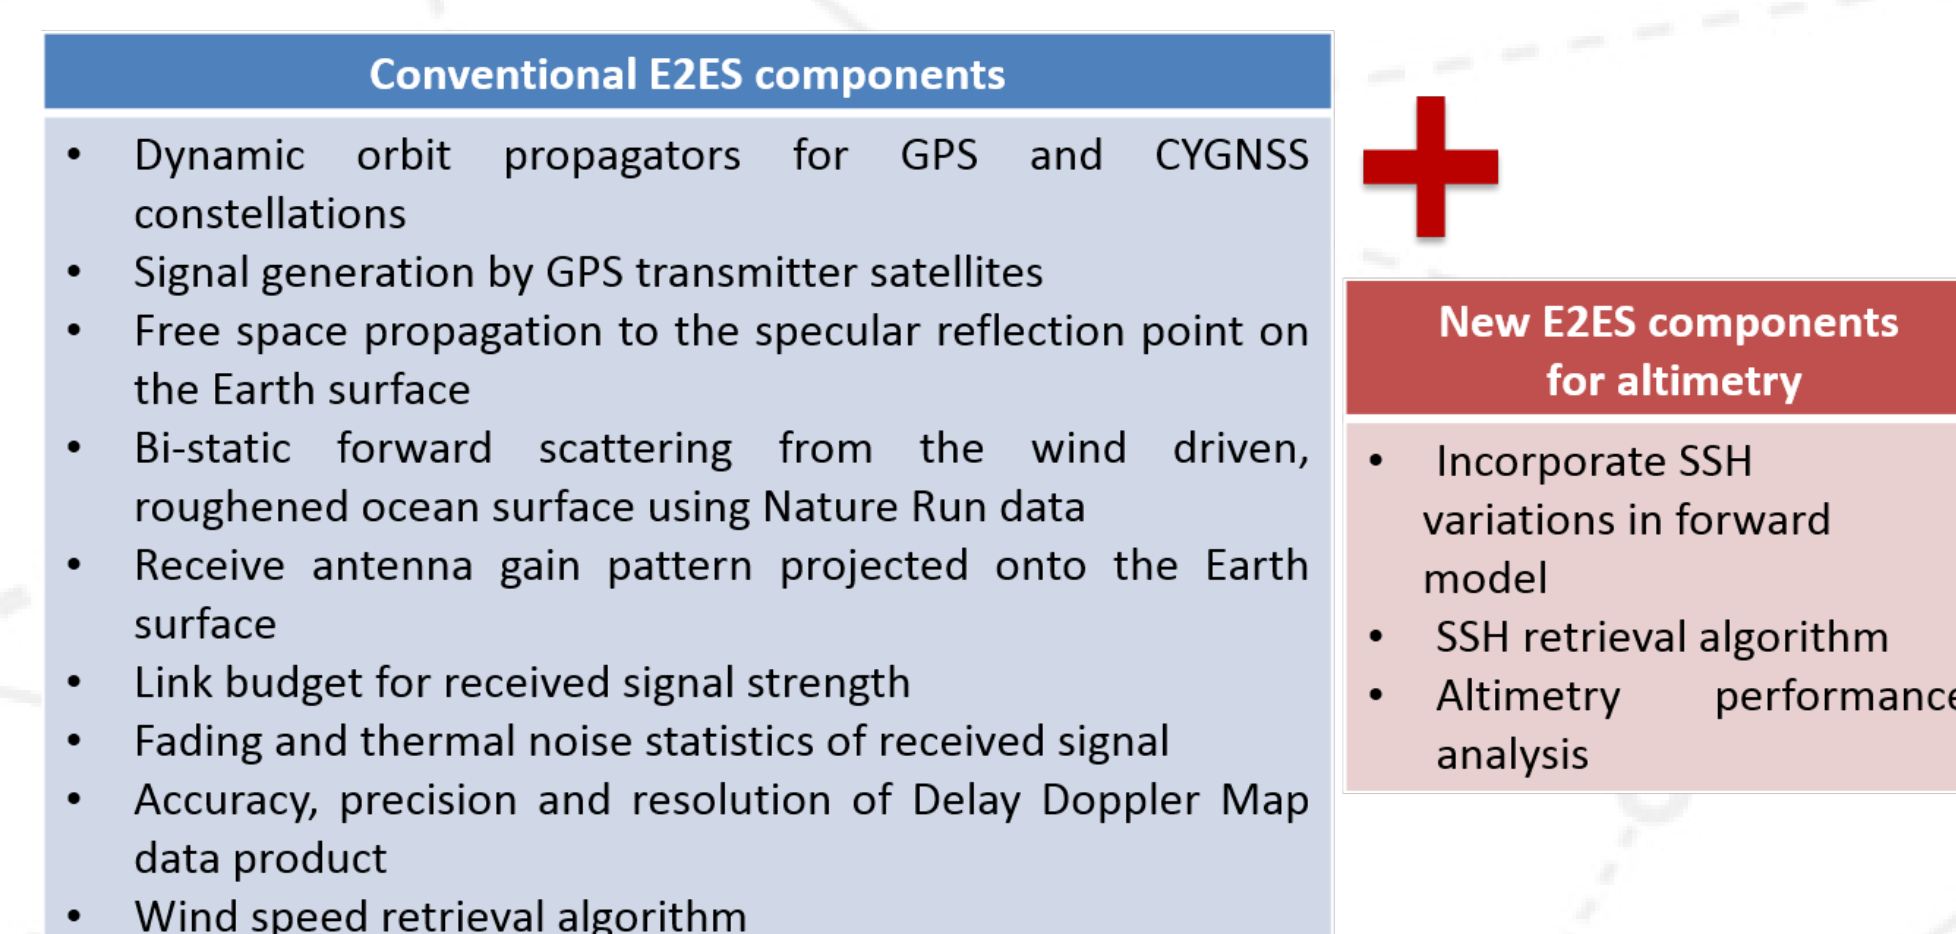 Conventional E2ES components
• Dynamic orbit propagators for GPS and CYGNSS
constellations
• Signal generation by GPS transmitter satellites
• Free space propagation to the specular reflection point on
the Earth surface
• Bi-static forward scattering from the wind driven,
roughened ocean surface using Nature Run data
• Receive antenna gain pattern projected onto the Earth
surface
• Link budget for received signal strength
• Fading and thermal noise statistics of received signal
• Accuracy, precision and resolution of Delay Doppler Map
data product
• Wind speed retrieval algorithm
New E2ES components
for altimetry
• Incorporate SSH
variations in forward
model
• SSH retrieval algorithm
• Altimetry performance
analysis